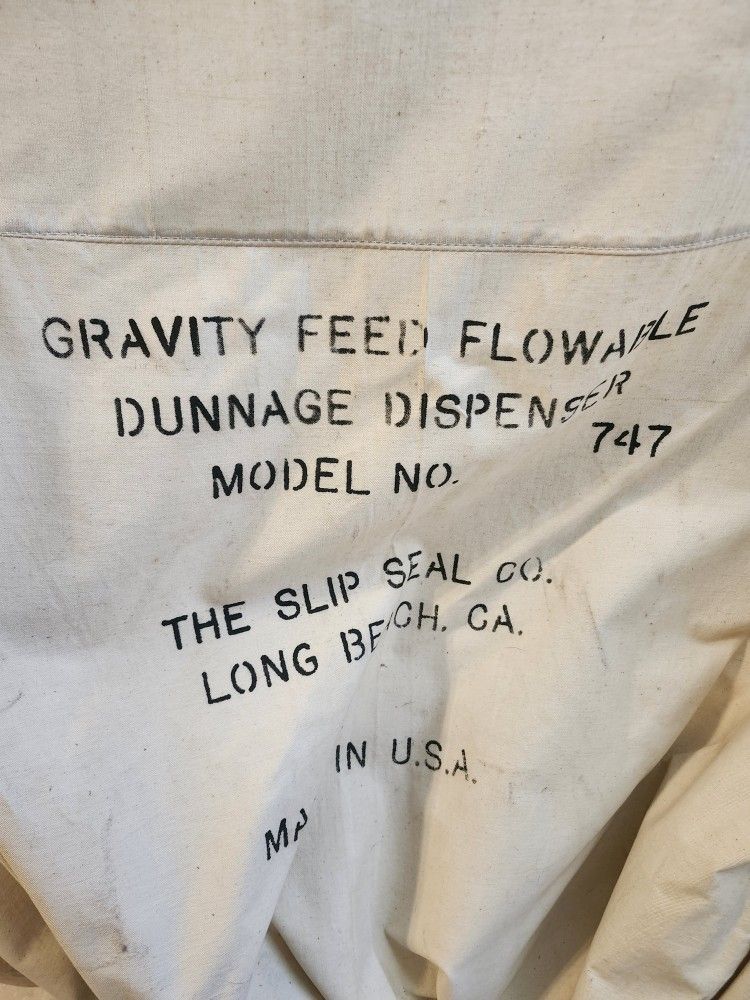 GRAVITY FEED FLOWABLE
DUNNAGE DISPENSER
MODEL NO. 747
THE SLIP SEAL CO.
LONG BEACH, CA.
IN U.S.A.